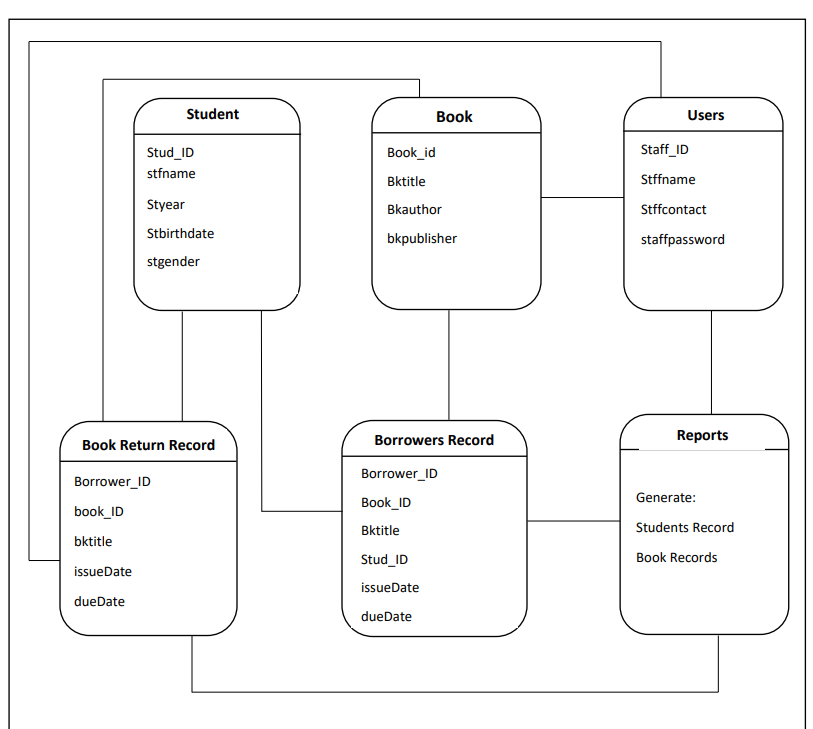 Student
Stud_ID
stfname
Styear
Stbirthdate
stgender
Book
Book_id
Bktitle
Bkauthor
bkpublisher
Users
Staff_ID
Stffname
Stffcontact
staffpassword
Book Return Record
Borrower_ID
book_ID
bktitle
issueDate
dueDate
Borrowers Record
Borrower_ID
Book_ID
Bktitle
Stud_ID
issueDate
dueDate
Reports
Generate:
Students Record
Book Records